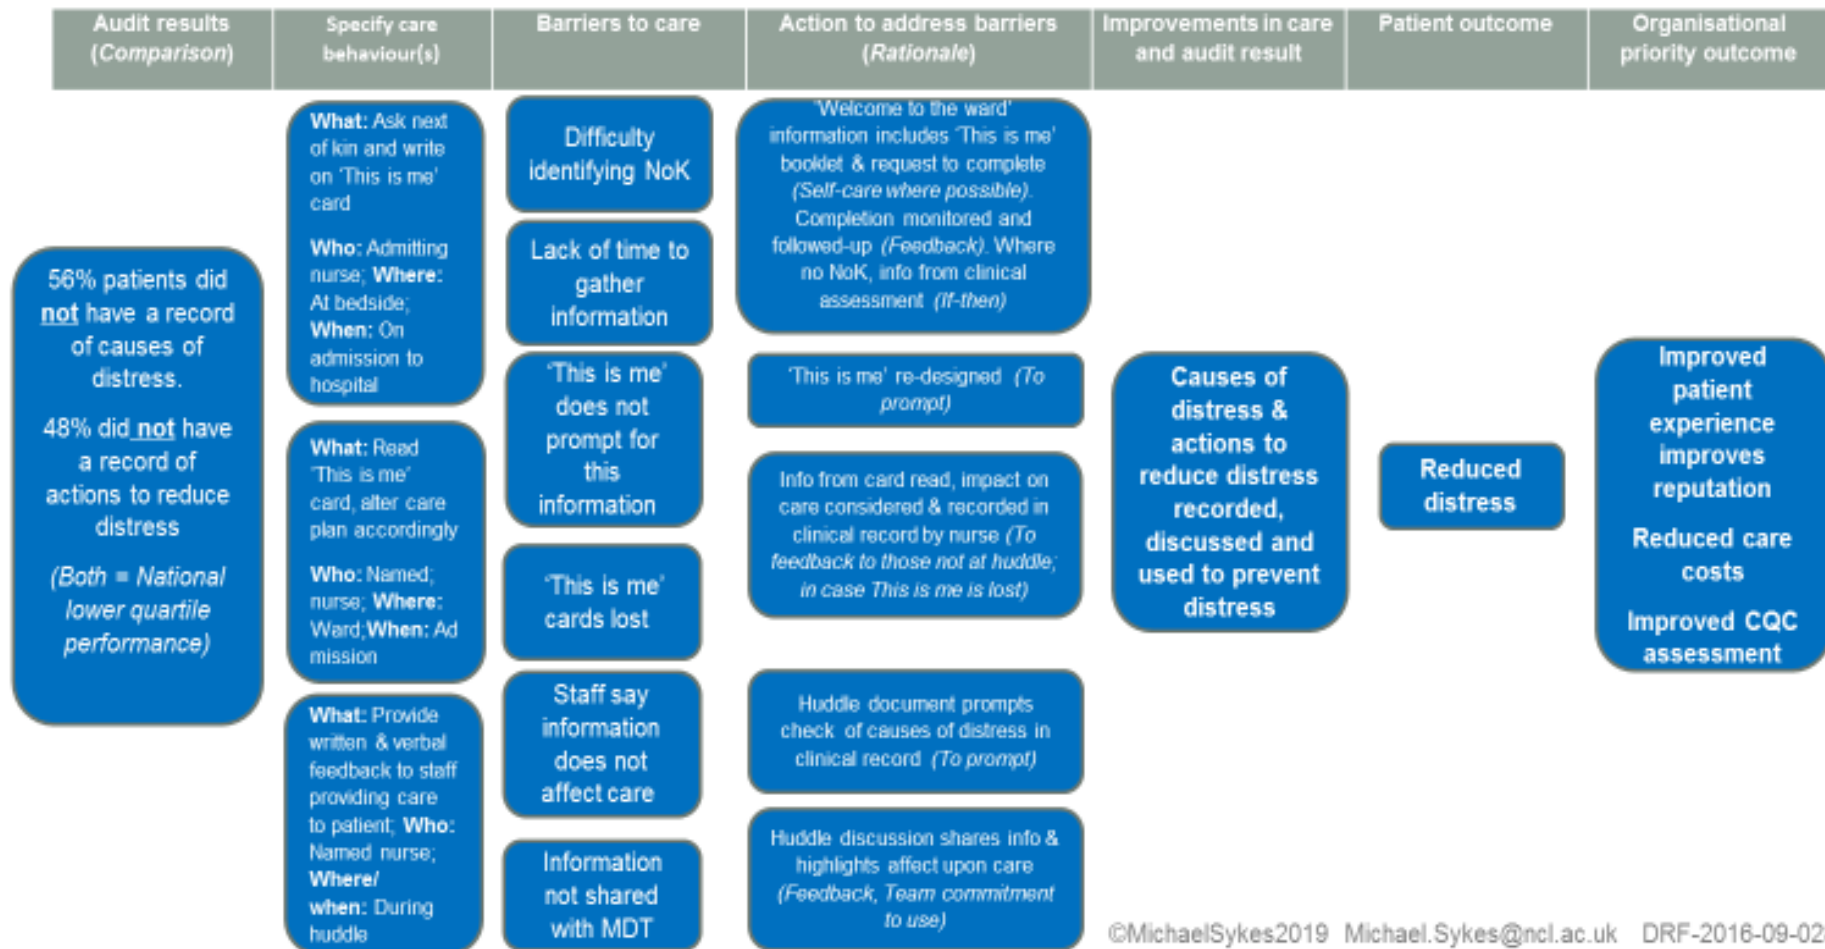 Audit results
(Comparison)
Specify care
behaviour(s)
Barriers to care
Action to address barriers
(Rationale)
Improvements in care
and audit result
Patient outcome
Organisational
priority outcome
56% patients did
not have a record
of causes of
distress.
48% did not have
a record of
actions to reduce
distress
(Both = National
lower quartile
performance)
What: Ask next
of kin and write
on 'This is me'
card
Who: Admitting
nurse; Where:
At bedside;
When: On
admission to
hospital
What: Read
'This is me'
card, alter care
plan accordingly
Who: Named;
nurse; Where:
Ward;When: Ad
mission
What: Provide
written & verbal
feedback to staff
providing care
to patient; Who:
Named nurse;
Where/
when: During
huddle
Difficulty
identifying NoK
Lack of time to
gather
information
'This is me'
does not
prompt for
this
information
'This is me'
cards lost
Staff say
information
does not
affect care
Information
not shared
with MDT
'Welcome to the ward'
information includes 'This is me'
booklet & request to complete
(Self-care where possible).
Completion monitored and
followed-up (Feedback). Where
no NoK, info from clinical
assessment (If-then)
'This is me' re-designed (To
prompt)
Info from card read, impact on
care considered & recorded in
clinical record by nurse (To
feedback to those not at huddle;
in case This is me is lost)
Huddle document prompts
check of causes of distress in
clinical record (To prompt)
Huddle discussion shares info &
highlights affect upon care
(Feedback, Team commitment
to use)
Causes of
distress &
actions to
reduce distress
recorded,
discussed and
used to prevent
distress
Reduced
distress
Improved
patient
experience
improves
reputation
Reduced care
costs
Improved CQC
assessment
©MichaelSykes2019 Michael.Sykes@ncl.ac.uk DRF-2016-09-02